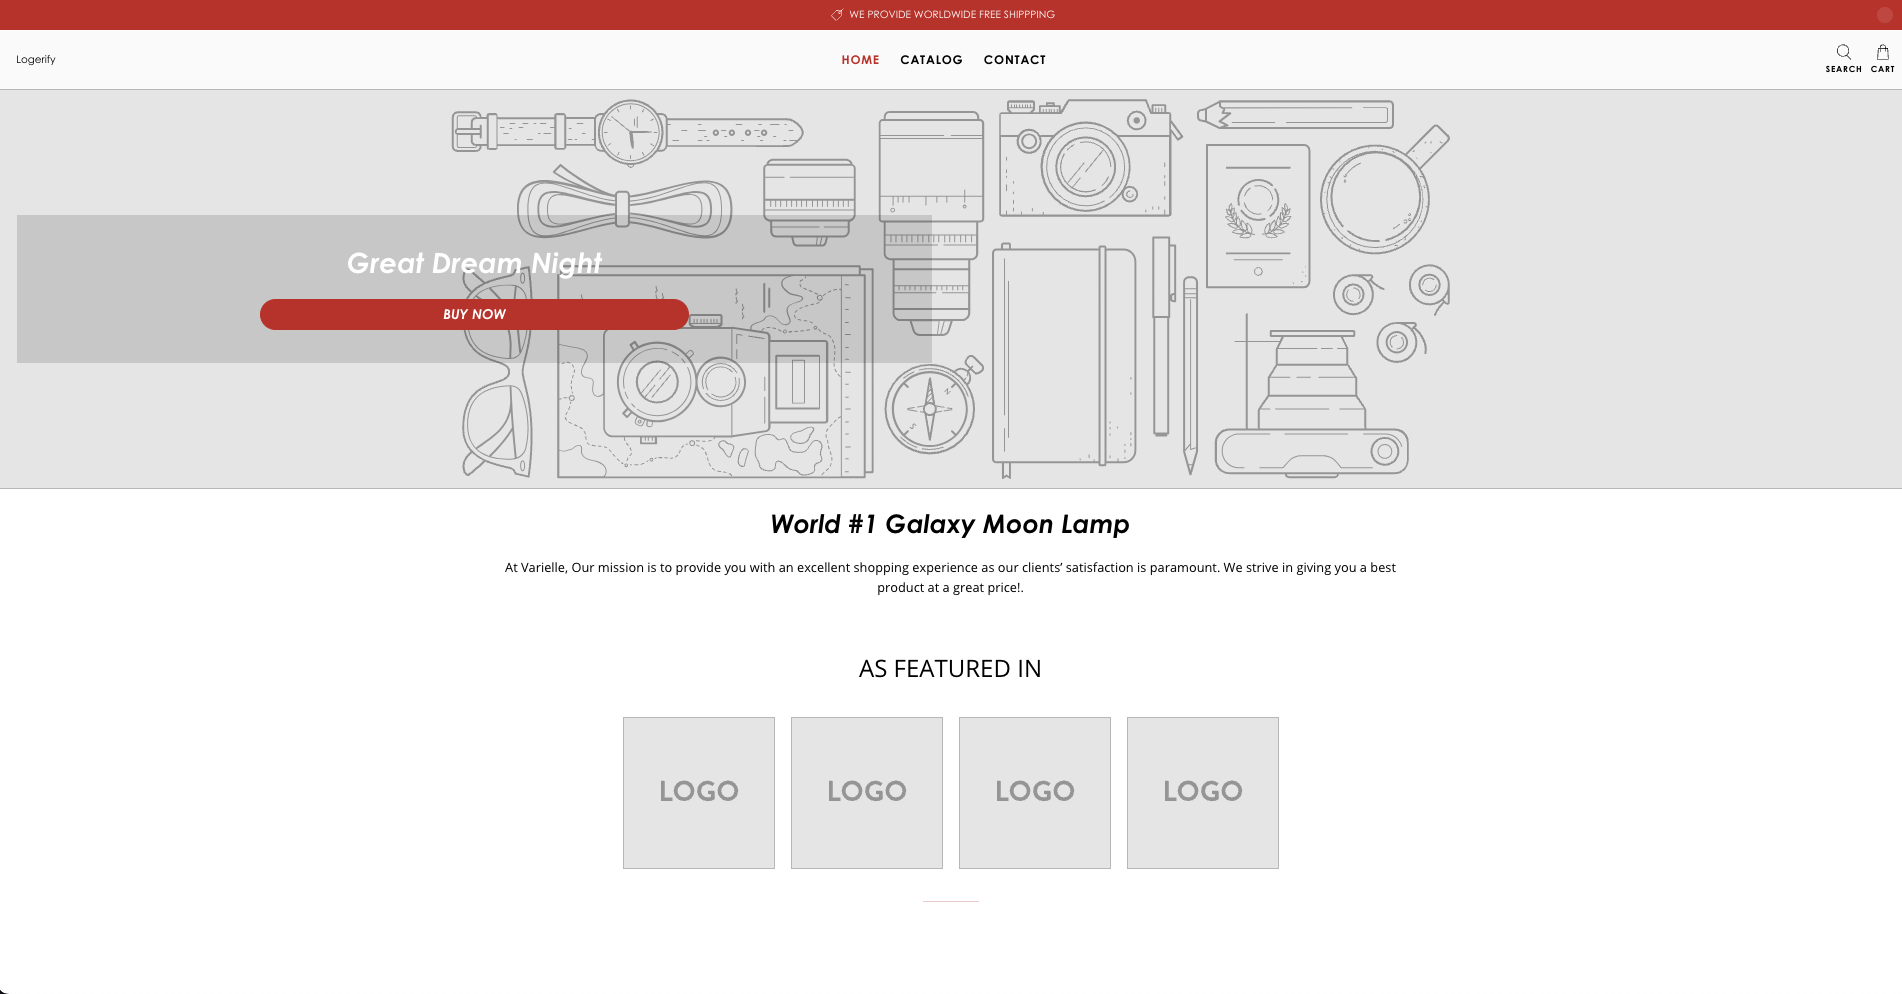 WE PROVIDE WORLDWIDE FREE SHIPPPING
Logerify
HOME CATALOG CONTACT
SEARCH CART
Great Dream Night
BUY NOW
World #1 Galaxy Moon Lamp
At Varielle, Our mission is to provide you with an excellent shopping experience as our clients’ satisfaction is paramount. We strive in giving you a best
product at a great price!.
AS FEATURED IN
LOGO LOGO LOGO LOGO